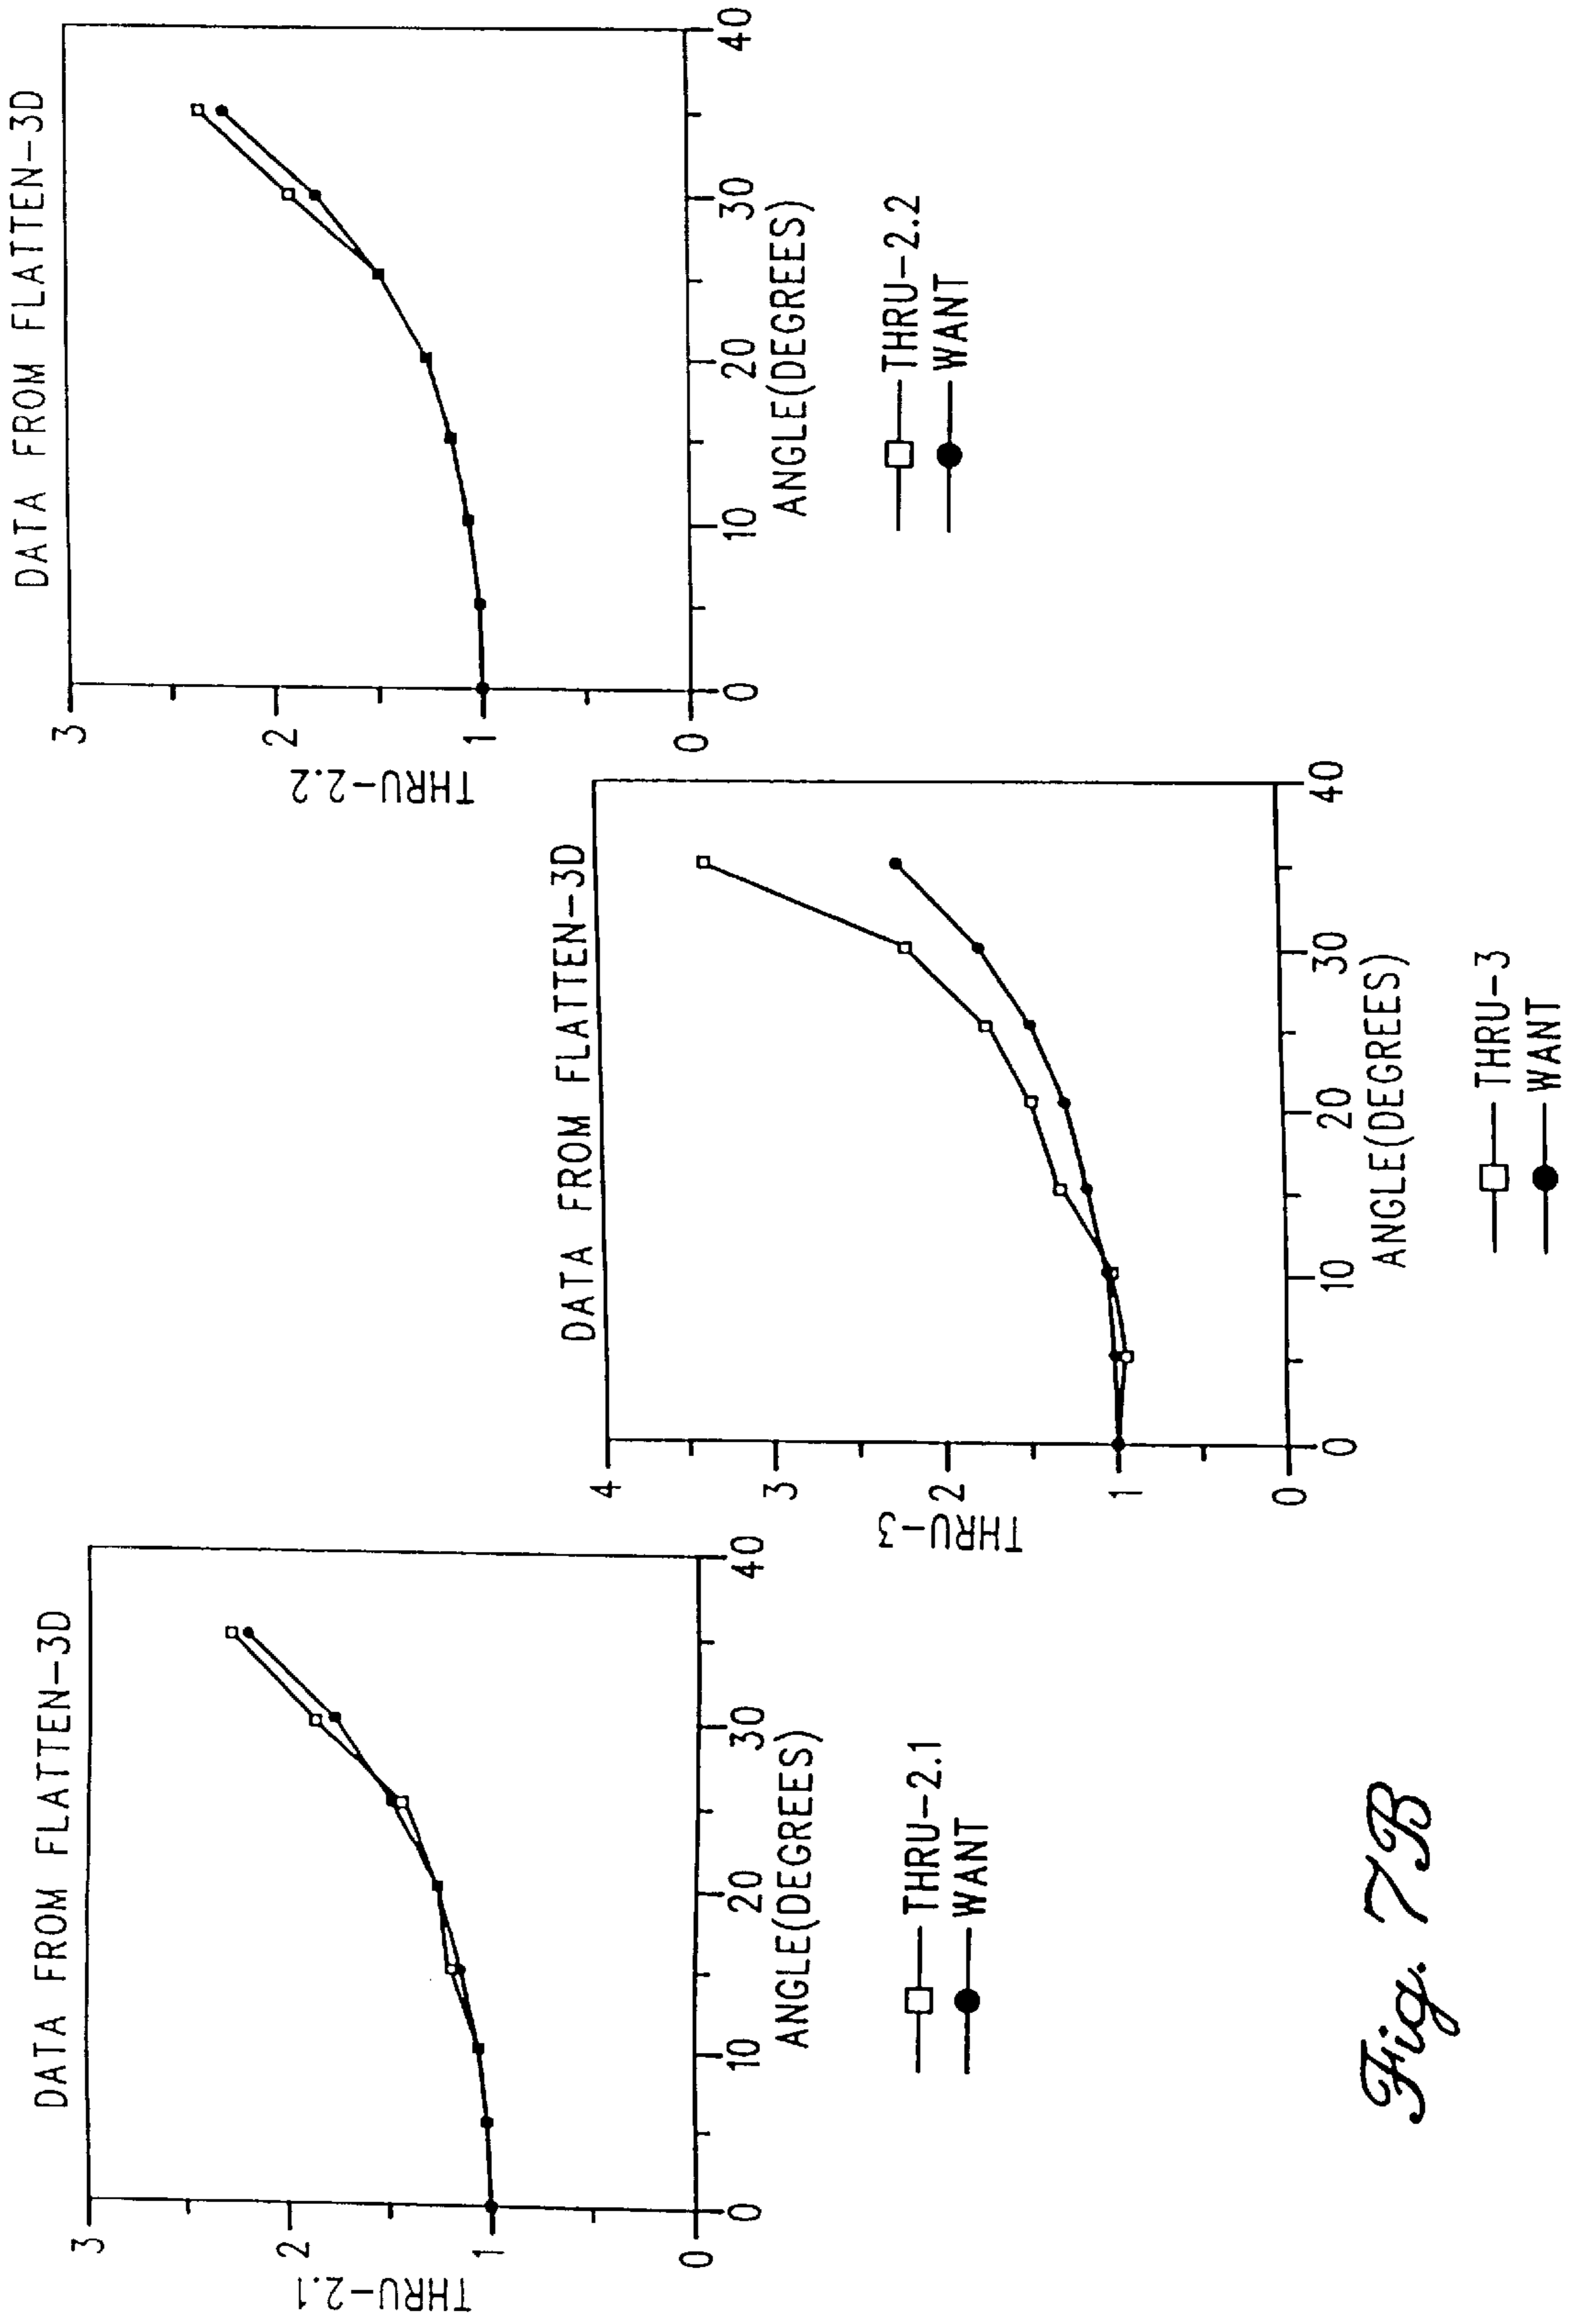 DATA FROM FLATTEN-3D
THRU-2.1
3
2
1
0
0 10 20 30 40
ANGLE(DEGREES)
THRU-2.1
WANT
DATA FROM FLATTEN-3D
THRU-3
4
3
2
1
0
0 10 20 30 40
ANGLE(DEGREES)
THRU-3
WANT
DATA FROM FLATTEN-3D
THRU-2.2
3
2
1
0
0 10 20 30 40
ANGLE(DEGREES)
THRU-2.2
WANT
Fig. 7B